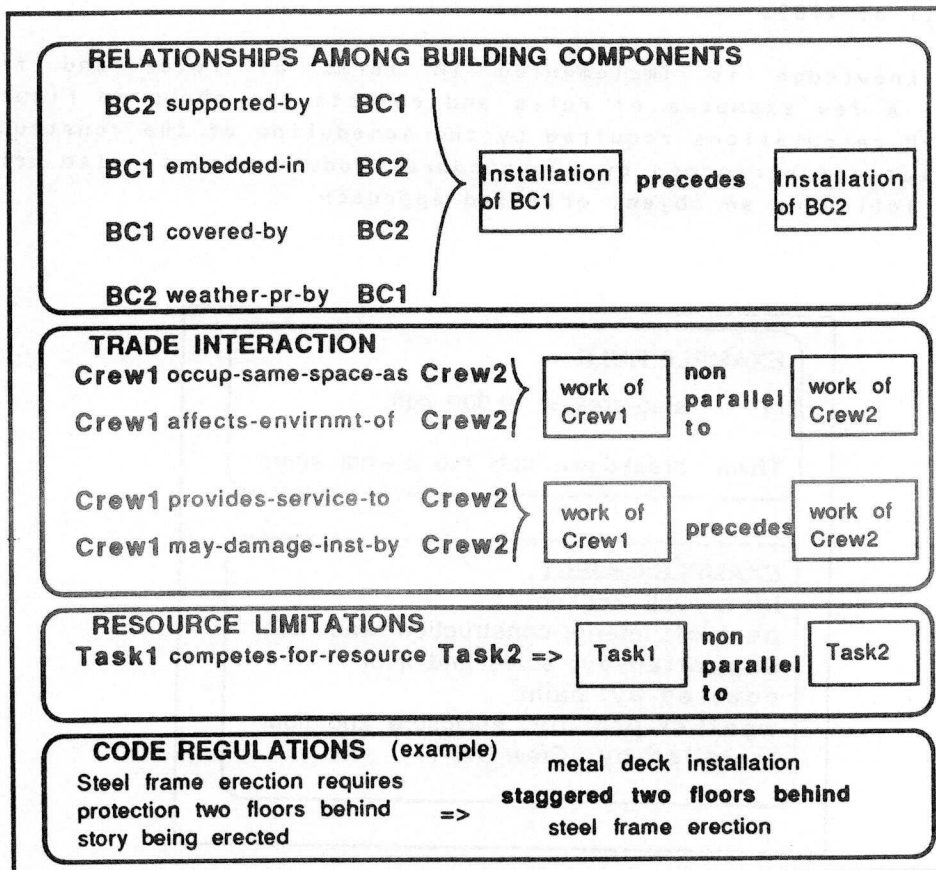 RELATIONSHIPS AMONG BUILDING COMPONENTS
BC2 supported-by BC1
BC1 embedded-in BC2
BC1 covered-by BC2
BC2 weather-pr-by BC1
Installation of BC1
precedes
Installation of BC2
TRADE INTERACTION
Crew1 occup-same-space-as Crew2
Crew1 affects-envirnmt-of Crew2
work of Crew1
non parallel to
work of Crew2
Crew1 provides-service-to Crew2
Crew1 may-damage-inst-by Crew2
work of Crew1
precedes
work of Crew2
RESOURCE LIMITATIONS
Task1 competes-for-resource Task2 =>
Task1
non parallel to
Task2
CODE REGULATIONS (example)
Steel frame erection requires
protection two floors behind
story being erected
=>
metal deck installation
staggered two floors behind
steel frame erection